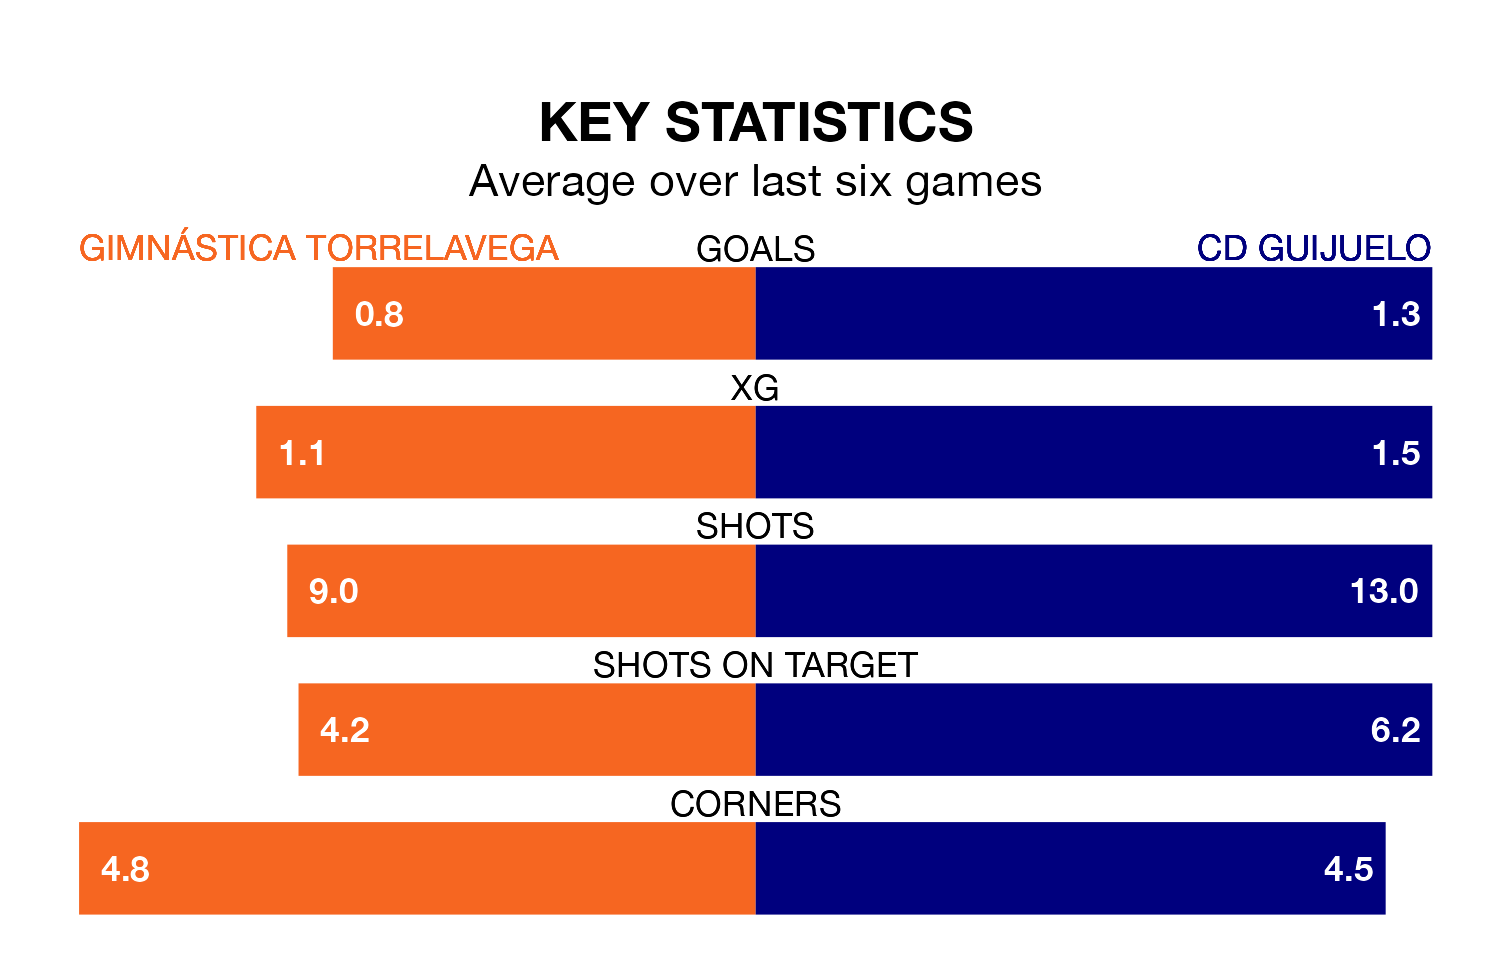 KEY STATISTICS
Average over last six games
GIMNÁSTICA TORRELAVEGA GOALS CD GUIJUELO
0.8 1.3
XG
1.1 1.5
SHOTS
9.0 13.0
SHOTS ON TARGET
4.2 6.2
CORNERS
4.8 4.5